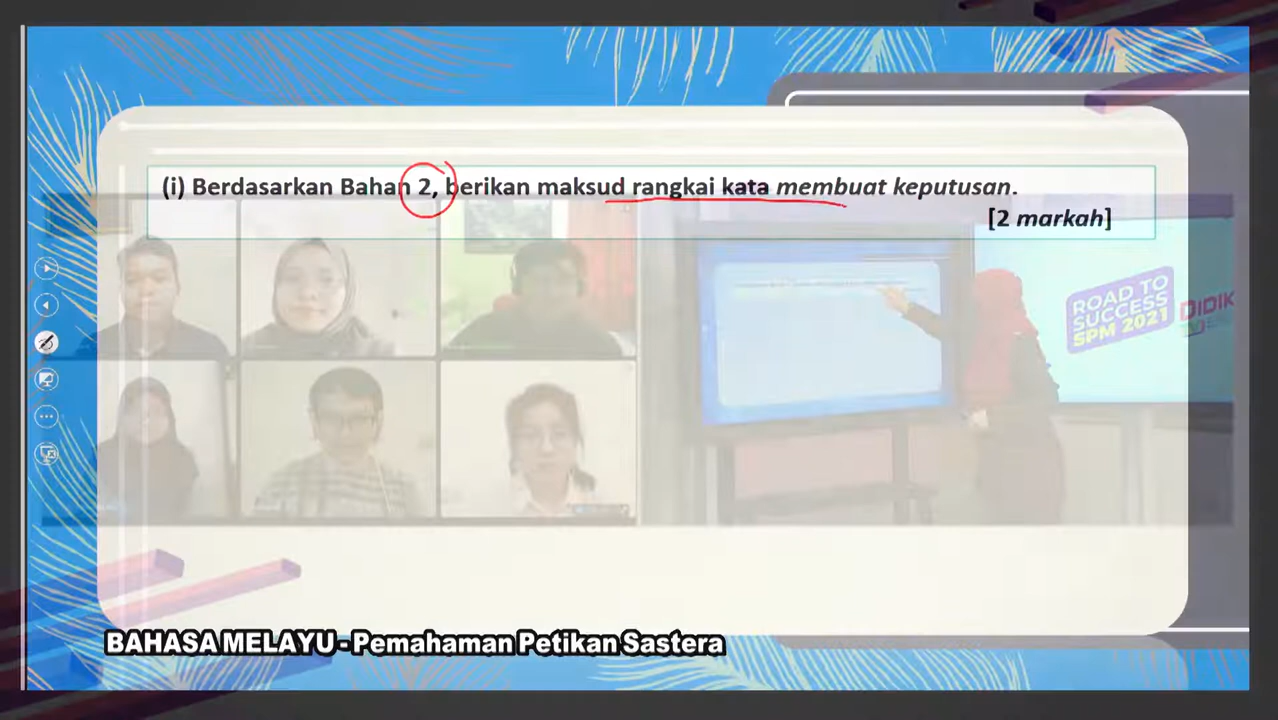 (i) Berdasarkan Bahan 2, berikan maksud rangkai kata membuat keputusan.
[2 markah]
ROAD TO
SUCCESS
SPM 2021
DIDIK
BAHASA MELAYU - Pemahaman Petikan Sastera